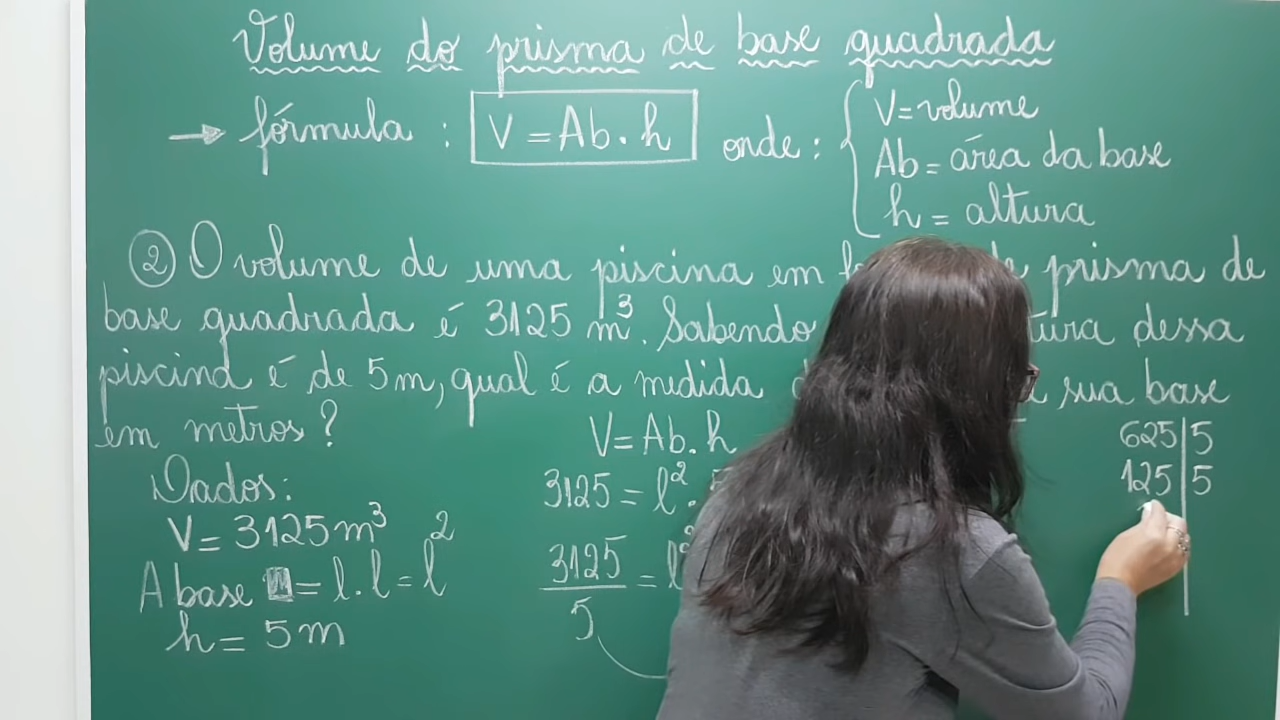 Volume do prisma de base quadrada
→ fórmula : V = Ab . h onde :
V = volume
Ab = área da base
h = altura
② O volume de uma piscina em prisma de
base quadrada é 3125 m³. Sabendo dessa
piscina é de 5m, qual é a medida sua base
em metros ?
V = Ab . h
3125 = l² .
3125 = l
5
Dados :
V = 3125 m³
A base = l . l = l²
h = 5 m
625 | 5
125 | 5